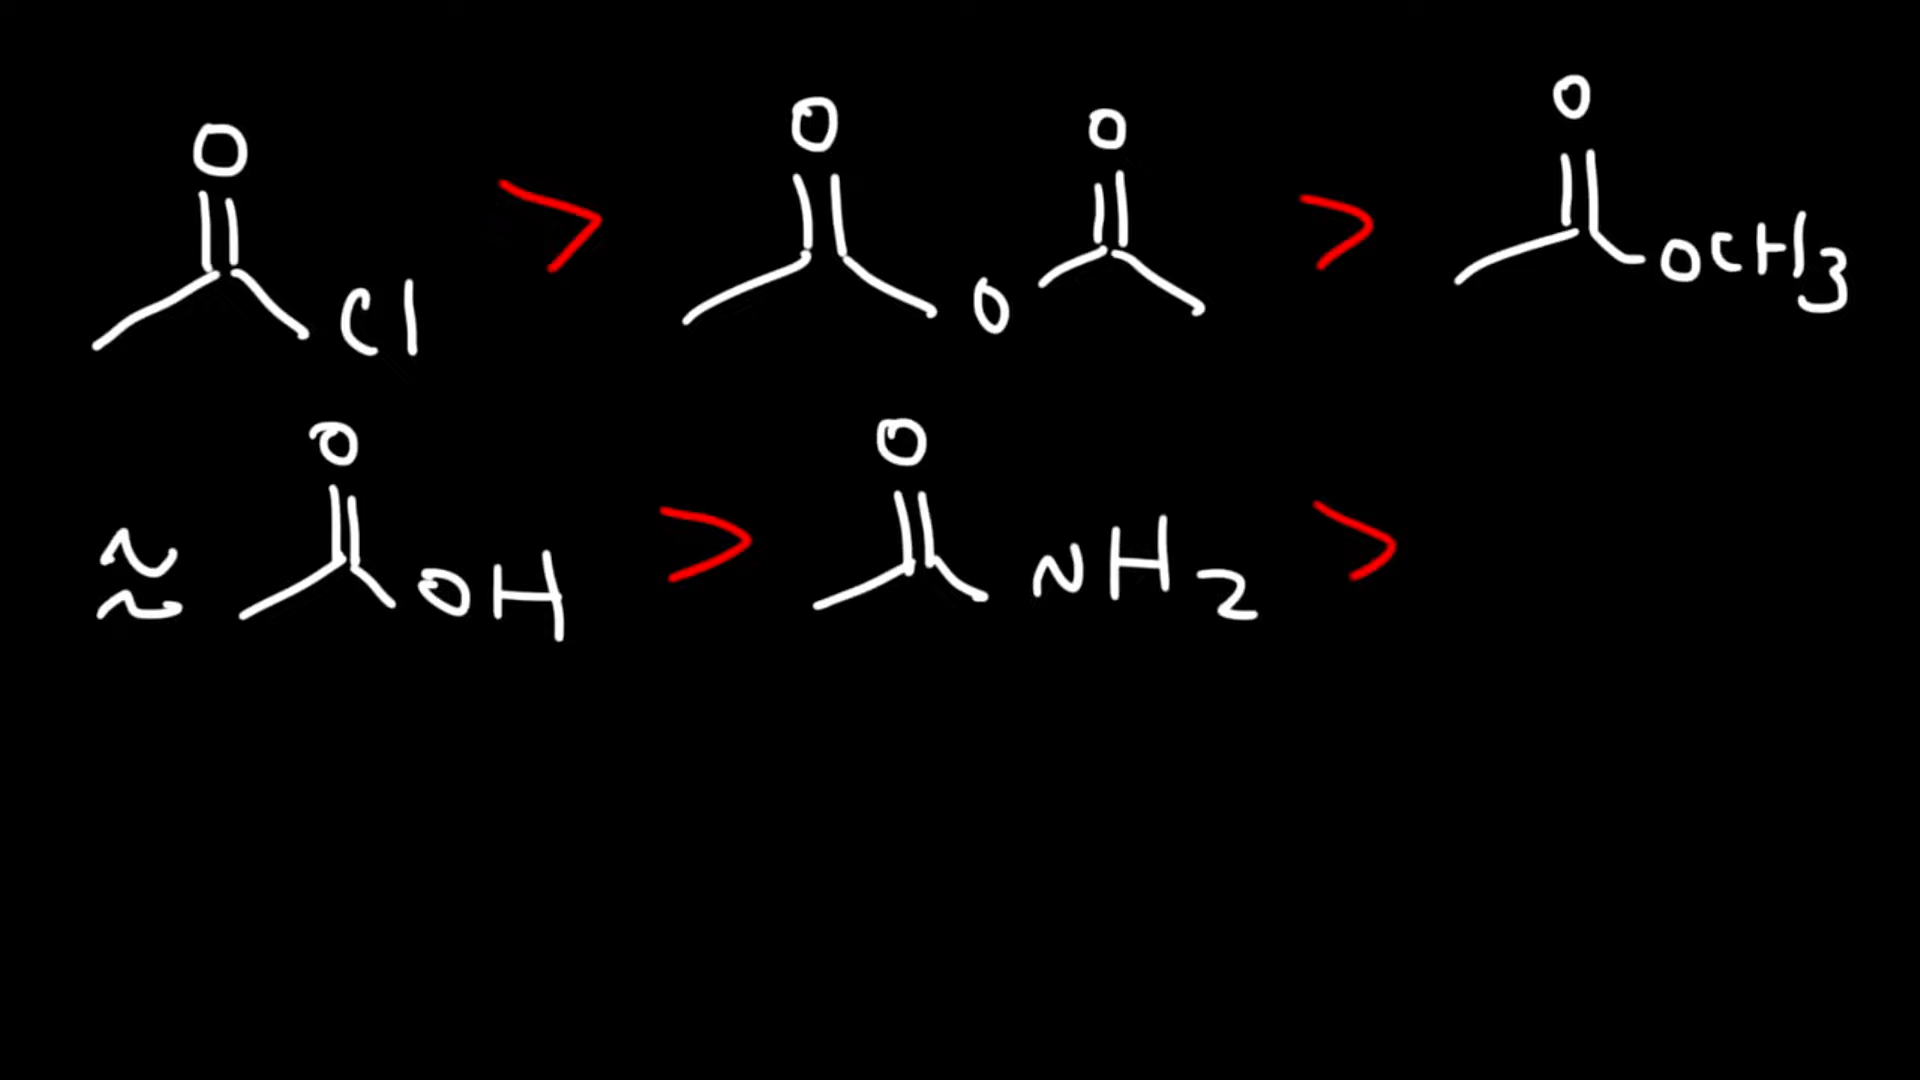 O O O O
Cl > O > OCH3
O O
≈ OH > NH2 >